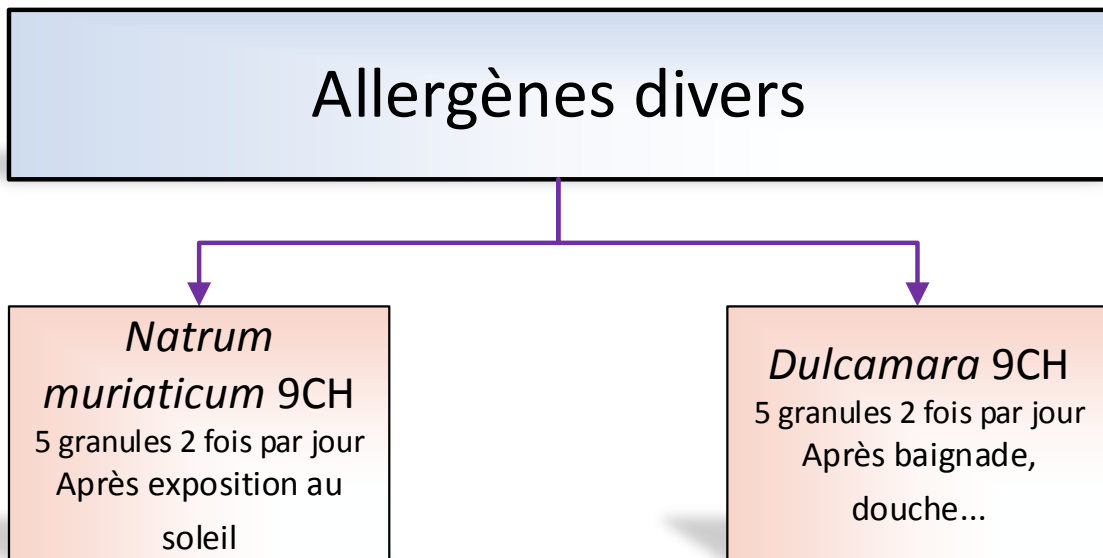 Allergènes divers
Natrum
muriaticum 9CH
5 granules 2 fois par jour
Après exposition au
soleil
Dulcamara 9CH
5 granules 2 fois par jour
Après baignade,
douche...